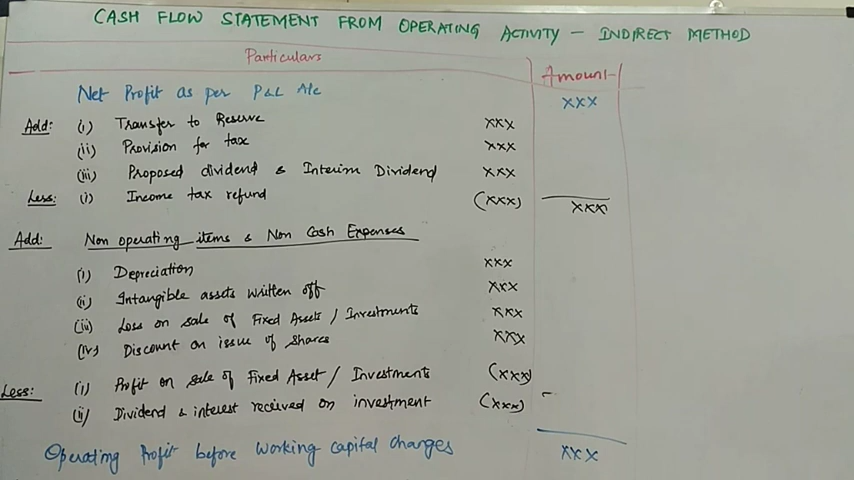 CASH FLOW STATEMENT FROM OPERATING ACTIVITY - INDIRECT METHOD
Particulars Amount
Net Profit as per P&L A/c XXX
Add: (i) Transfer to Reserve XXX
(ii) Provision for tax XXX
(iii) Proposed dividend & Interim Dividend XXX
Less: (i) Income tax refund (XXX) XXX
Add: Non operating items & Non Cash Expenses
(i) Depreciation XXX
(ii) Intangible assets written off XXX
(iii) Loss on sale of Fixed Assets / Investments XXX
(iv) Discount on issue of shares XXX
Less: (i) Profit on sale of Fixed Asset / Investments (XXX)
(ii) Dividend & interest received on investment (XXX) -
Operating Profit before working capital changes XXX